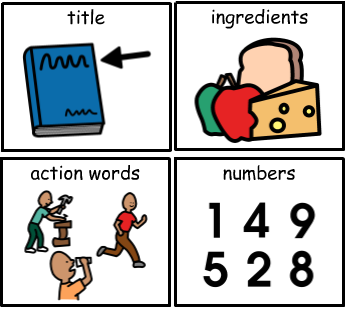 title
ingredients
action words
numbers
1 4 9
5 2 8